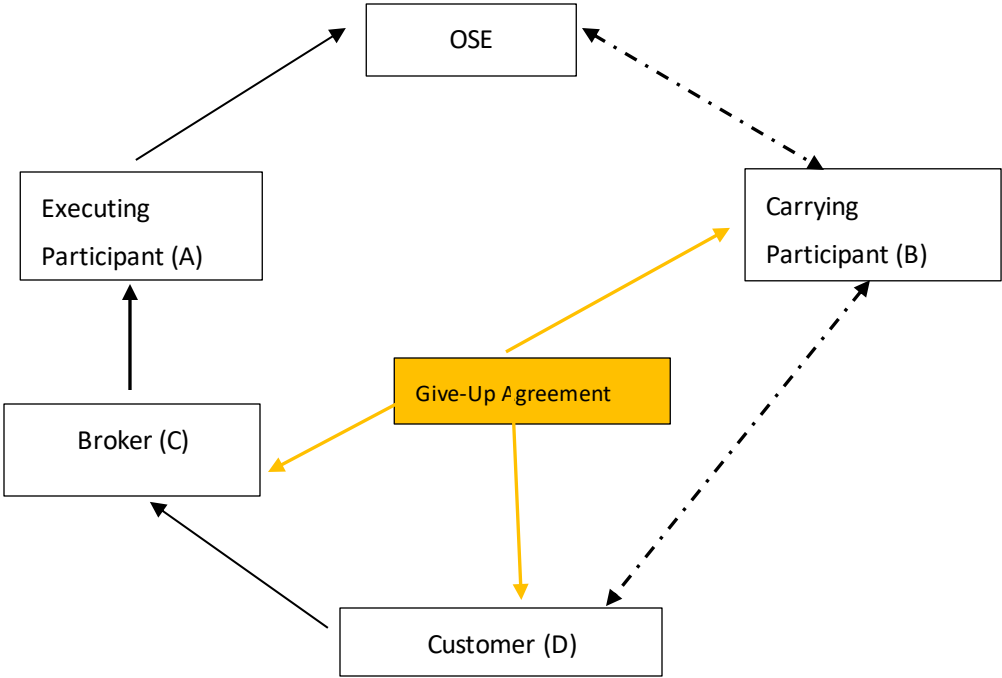 OSE
Executing
Participant (A)
Carrying
Participant (B)
Give-Up Agreement
Broker (C)
Customer (D)